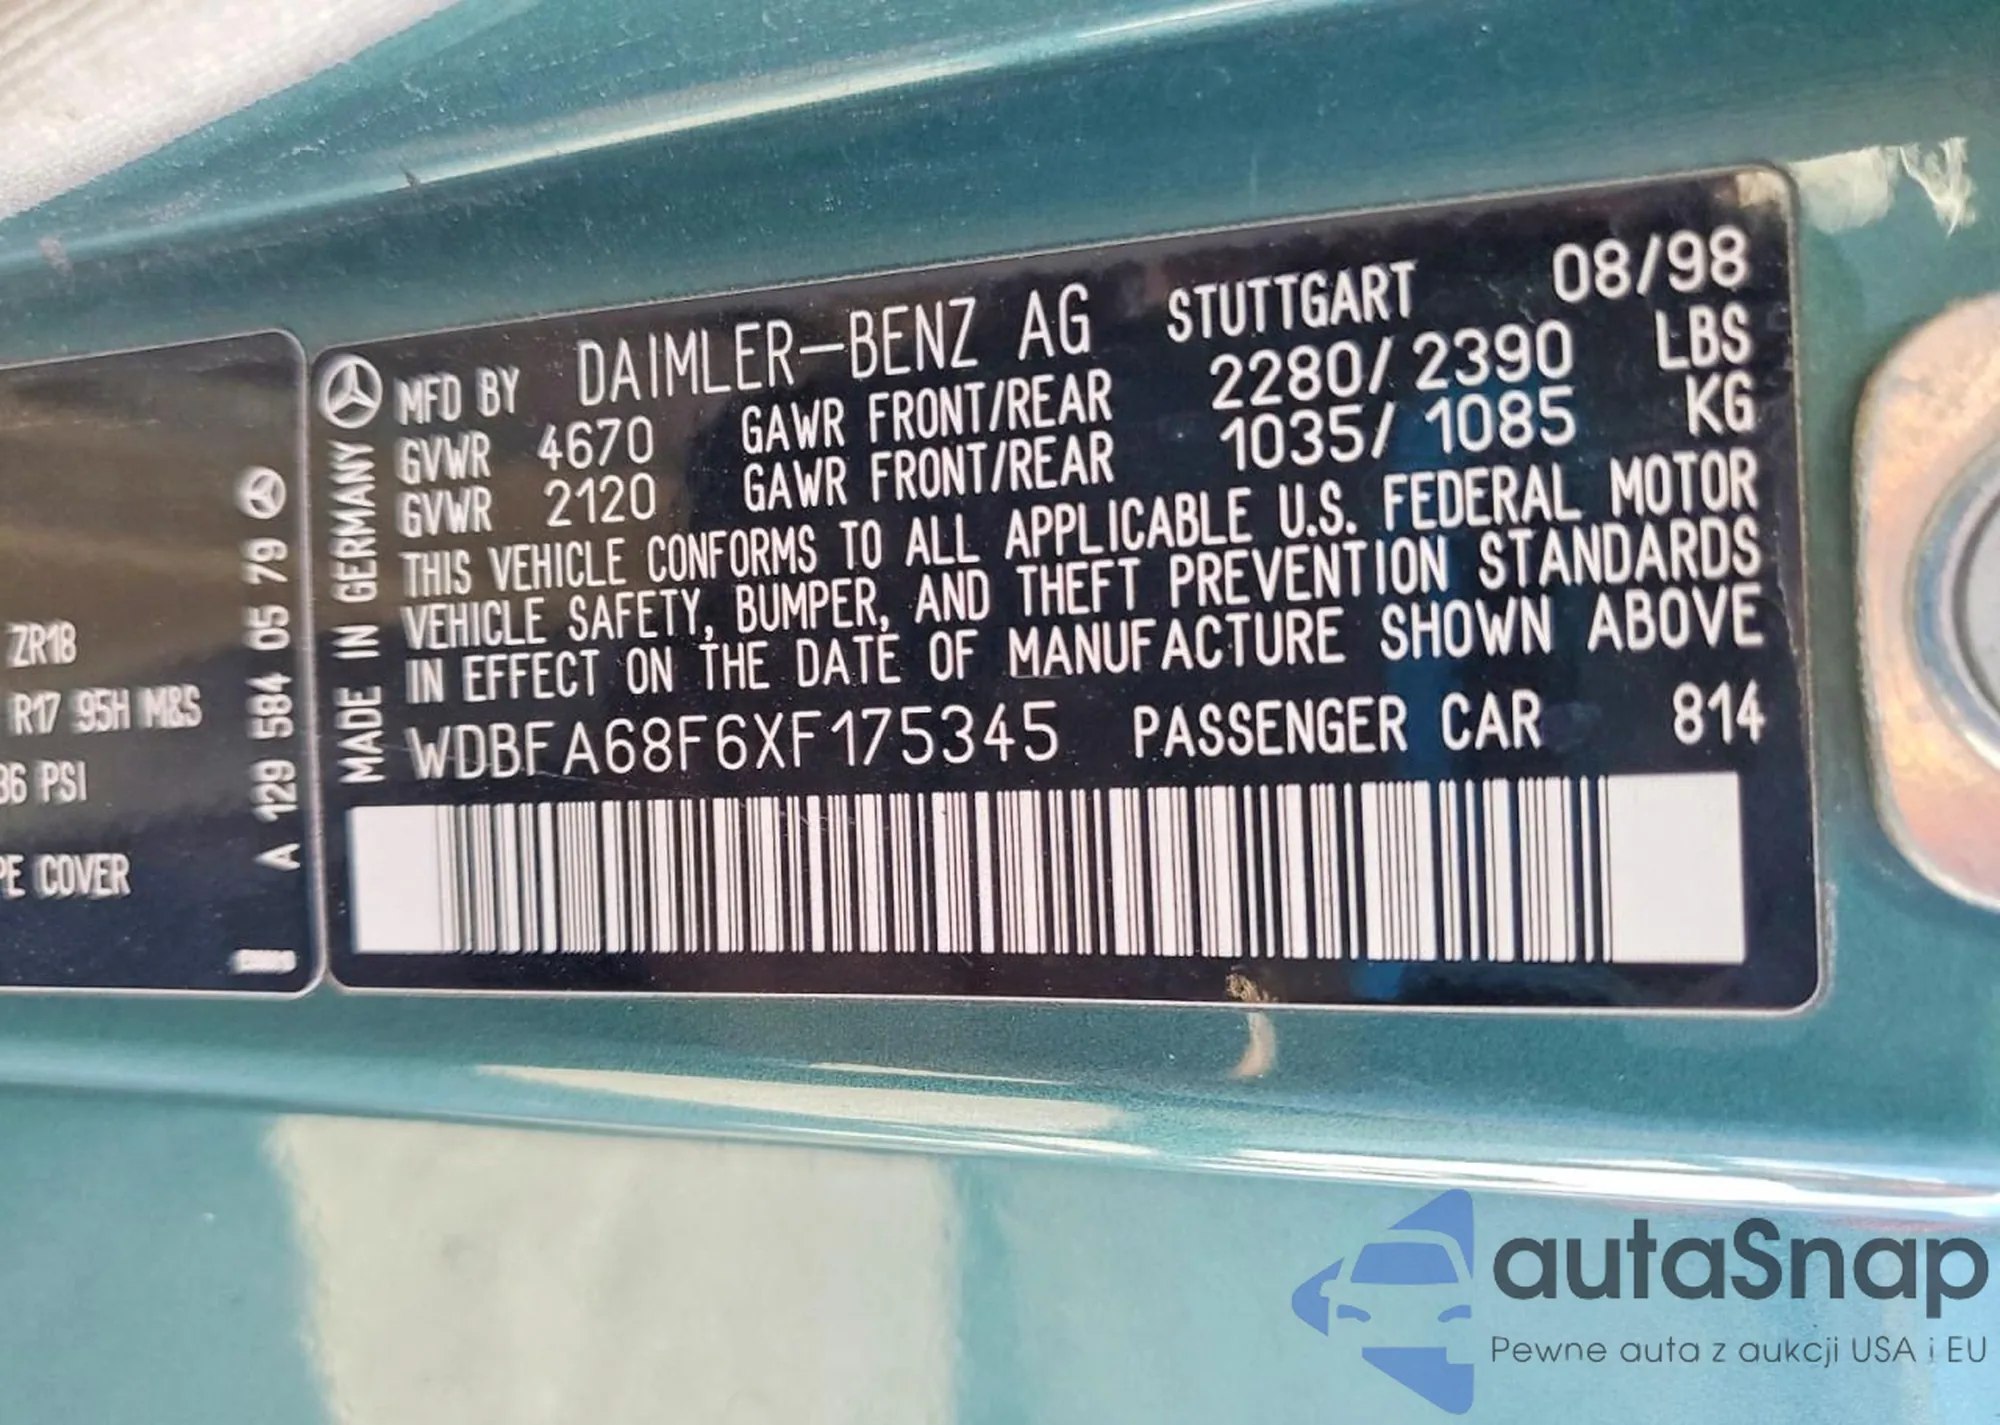 ZR18
R17 95H M&S
36 PSI
PE COVER
A 129 584 05 79
MADE IN GERMANY
MFD BY DAIMLER-BENZ AG STUTTGART 08/98
GVWR 4670 GAWR FRONT/REAR 2280/ 2390 LBS
GVWR 2120 GAWR FRONT/REAR 1035/ 1085 KG
THIS VEHICLE CONFORMS TO ALL APPLICABLE U.S. FEDERAL MOTOR
VEHICLE SAFETY, BUMPER, AND THEFT PREVENTION STANDARDS
IN EFFECT ON THE DATE OF MANUFACTURE SHOWN ABOVE
WDBFA68F6XF175345 PASSENGER CAR 814
autaSnap
Pewne auta z aukcji USA i EU